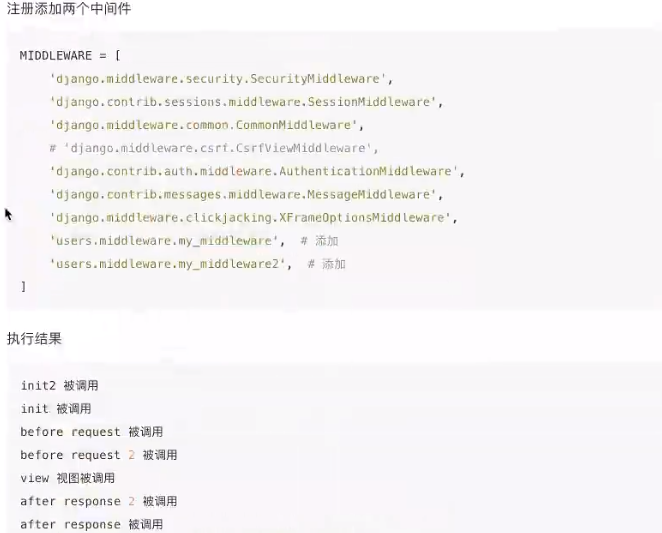 注册添加两个中间件
MIDDLEWARE = [
'django.middleware.security.SecurityMiddleware',
'django.contrib.sessions.middleware.SessionMiddleware',
'django.middleware.common.CommonMiddleware',
# 'django.middleware.csrf.CsrfViewMiddleware',
'django.contrib.auth.middleware.AuthenticationMiddleware',
'django.contrib.messages.middleware.MessageMiddleware',
'django.middleware.clickjacking.XFrameOptionsMiddleware',
'users.middleware.my_middleware', # 添加
'users.middleware.my_middleware2', # 添加
]
执行结果
init2 被调用
init 被调用
before request 被调用
before request 2 被调用
view 视图被调用
after response 2 被调用
after response 被调用